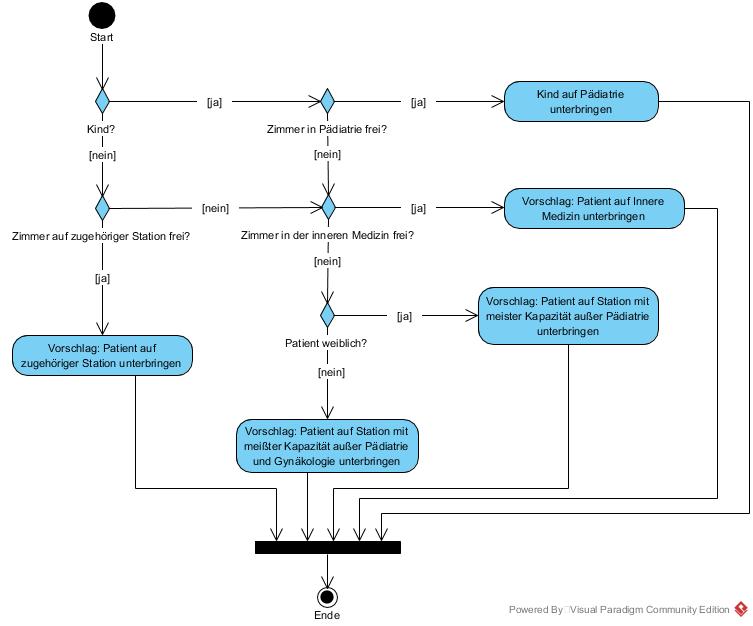 Start
[ja]
[ja]
Kind auf Pädiatrie
unterbringen
Kind?
Zimmer in Pädiatrie frei?
[nein]
[nein]
[nein]
[ja]
Vorschlag: Patient auf Innere
Medizin unterbringen
Zimmer auf zugehöriger Station frei?
Zimmer in der inneren Medizin frei?
[nein]
[ja]
[ja]
Vorschlag: Patient auf Station mit
meister Kapazität außer Pädiatrie
unterbringen
Patient weiblich?
Vorschlag: Patient auf
zugehöriger Station unterbringen
[nein]
Vorschlag: Patient auf Station mit
meißter Kapazität außer Pädiatrie
und Gynäkologie unterbringen
Ende
Powered By Visual Paradigm Community Edition